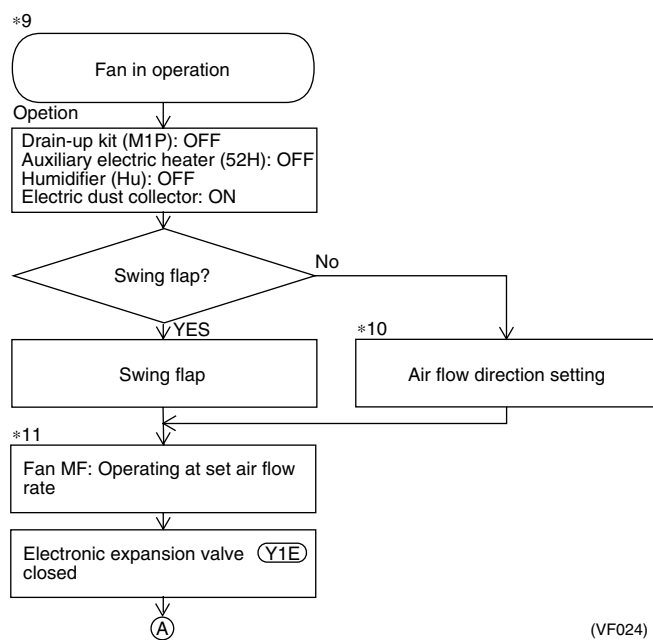 *9
Fan in operation
Opetion
Drain-up kit (M1P): OFF
Auxiliary electric heater (52H): OFF
Humidifier (Hu): OFF
Electric dust collector: ON
Swing flap?
No
YES
*10
Swing flap
Air flow direction setting
*11
Fan MF: Operating at set air flow
rate
Electronic expansion valve Y1E
closed
A
(VF024)